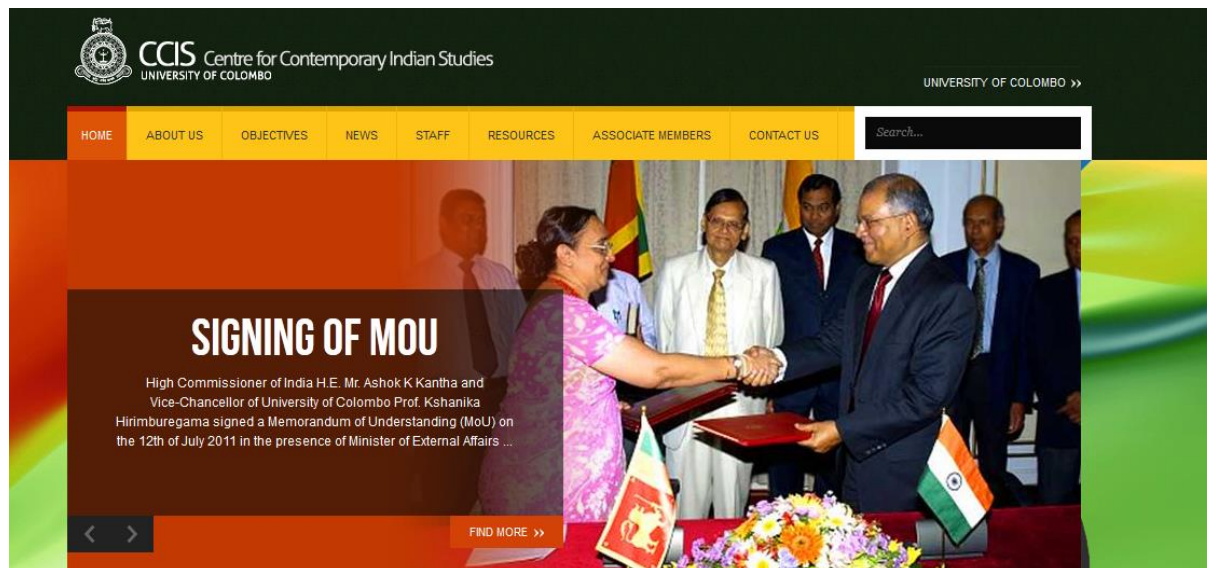 CCIS Centre for Contemporary Indian Studies
UNIVERSITY OF COLOMBO
UNIVERSITY OF COLOMBO »
HOME ABOUT US OBJECTIVES NEWS STAFF RESOURCES ASSOCIATE MEMBERS CONTACT US Search...
SIGNING OF MOU
High Commissioner of India H.E. Mr. Ashok K Kantha and
Vice-Chancellor of University of Colombo Prof. Kshanika
Hirimburegama signed a Memorandum of Understanding (MoU) on
the 12th of July 2011 in the presence of Minister of External Affairs ...
FIND MORE »